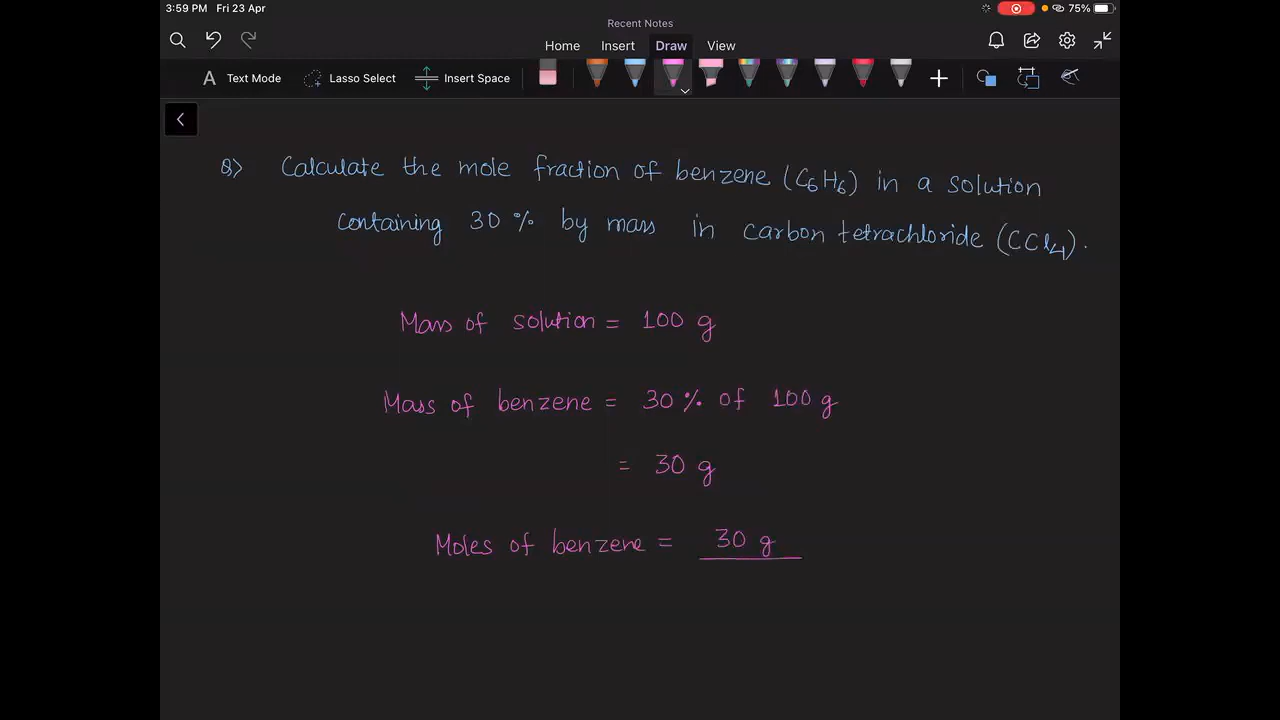 3:59 PM Fri 23 Apr
75%
Recent Notes
Home Insert Draw View
A Text Mode Lasso Select Insert Space
Q> Calculate the mole fraction of benzene (C6H6) in a solution
containing 30 % by mass in carbon tetrachloride (CCl4).
Mass of solution = 100 g
Mass of benzene = 30 % of 100 g
= 30 g
Moles of benzene = 30 g